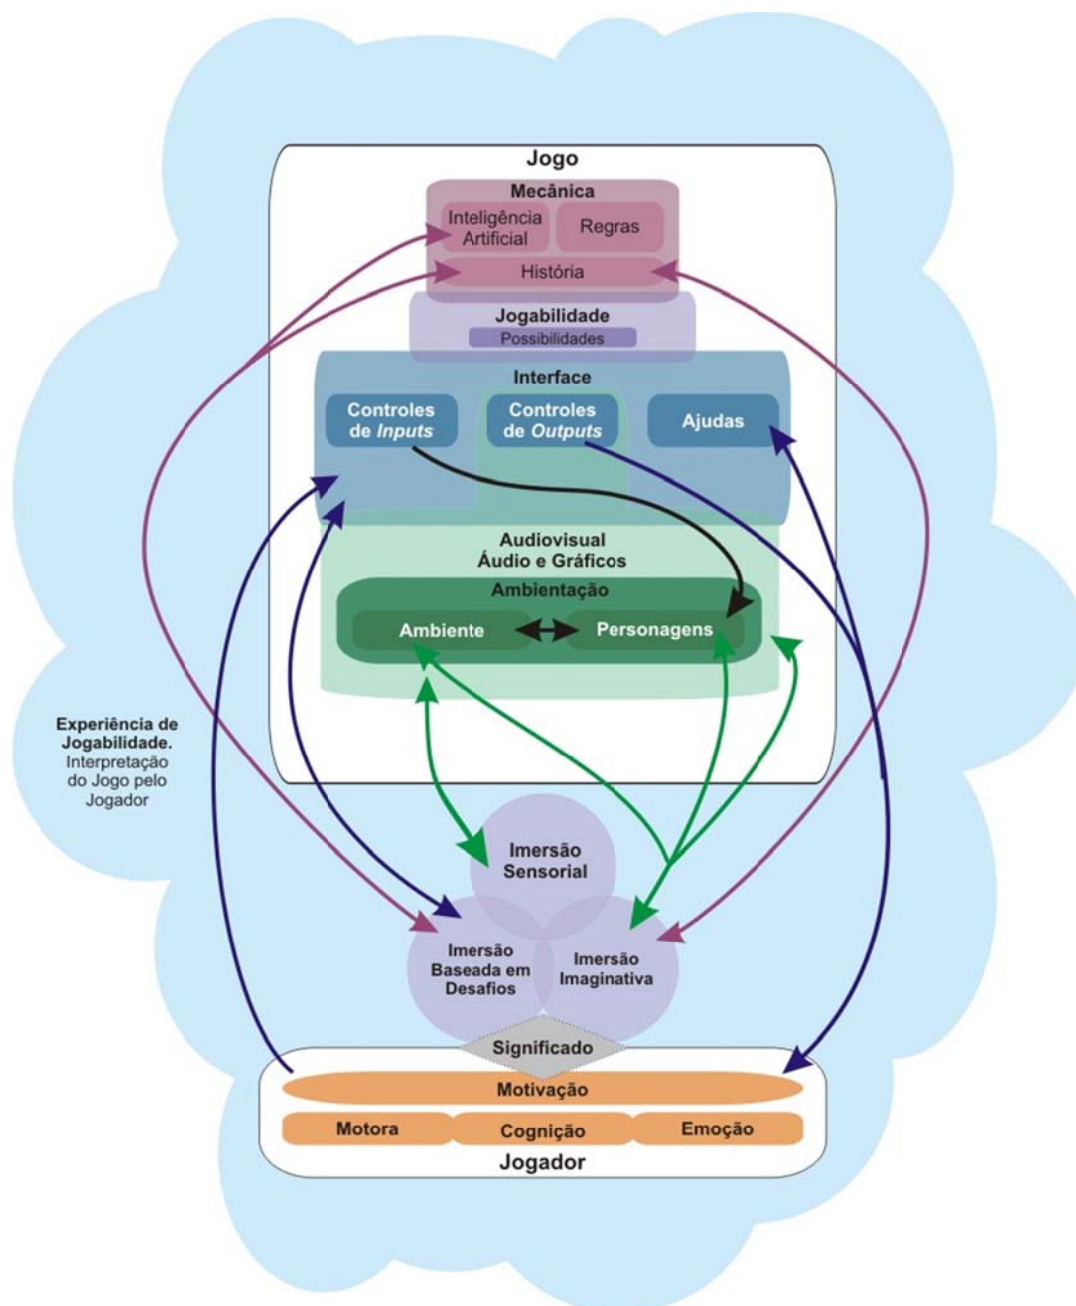 Jogo
Mecânica
Inteligência
Artificial
Regras
História
Jogabilidade
Possibilidades
Interface
Controles
de Inputs
Controles
de Outputs
Ajudas
Audiovisual
Áudio e Gráficos
Ambientação
Ambiente
Personagens
Experiência de
Jogabilidade.
Interpretação
do Jogo pelo
Jogador
Imersão
Sensorial
Imersão
Baseada em
Desafios
Imersão
Imaginativa
Significado
Motivação
Motora
Cognição
Emoção
Jogador